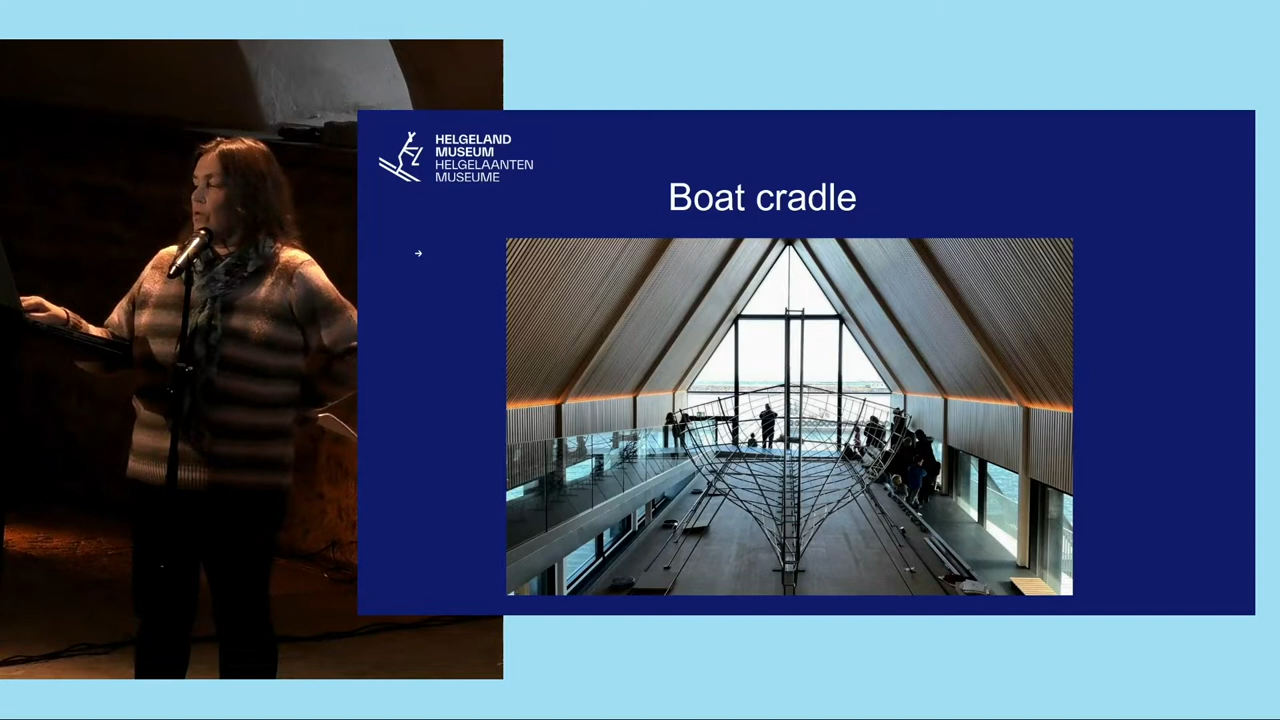 HELGELAND
MUSEUM
HELGELAANTEN
MUSEUME
Boat cradle
→